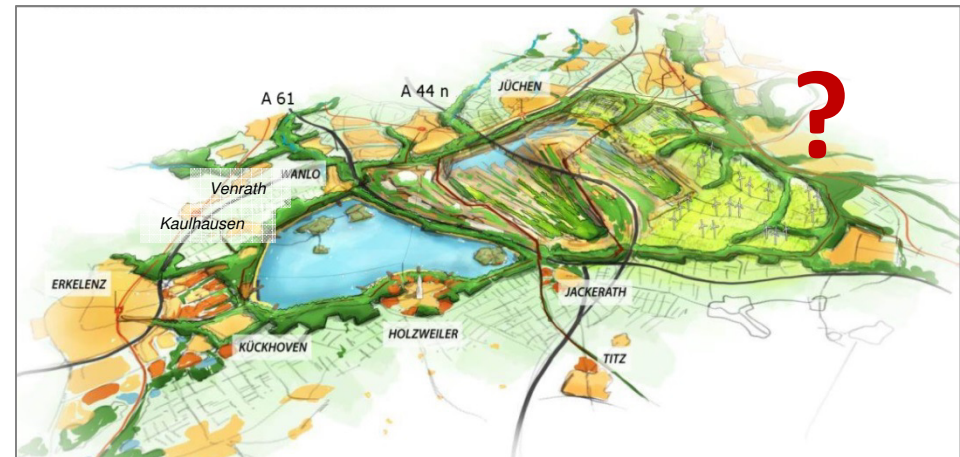 JÜCHEN
A 44 n
A 61
?
WANLO
Venrath
Kaulhausen
ERKELENZ
JACKERATH
HOLZWEILER
KÜCKHOVEN
TITZ